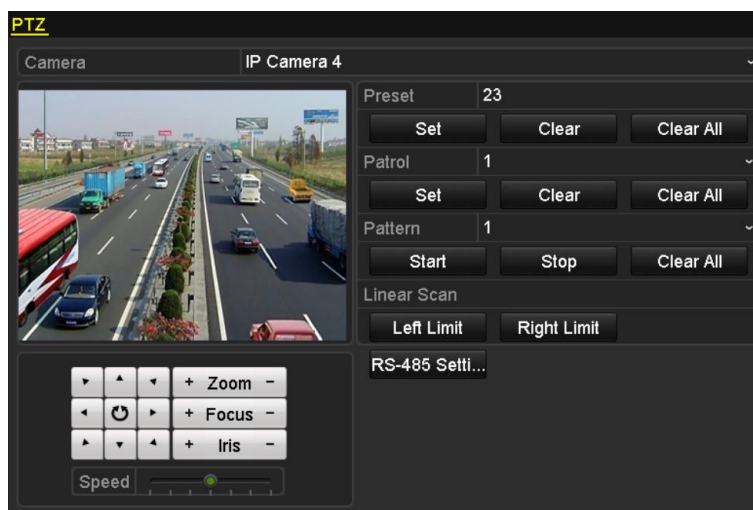 PTZ
Camera IP Camera 4
Preset 23
Set Clear Clear All
Patrol 1
Set Clear Clear All
Pattern 1
Start Stop Clear All
Linear Scan
Left Limit Right Limit
RS-485 Setti...
+ Zoom -
+ Focus -
+ Iris -
Speed